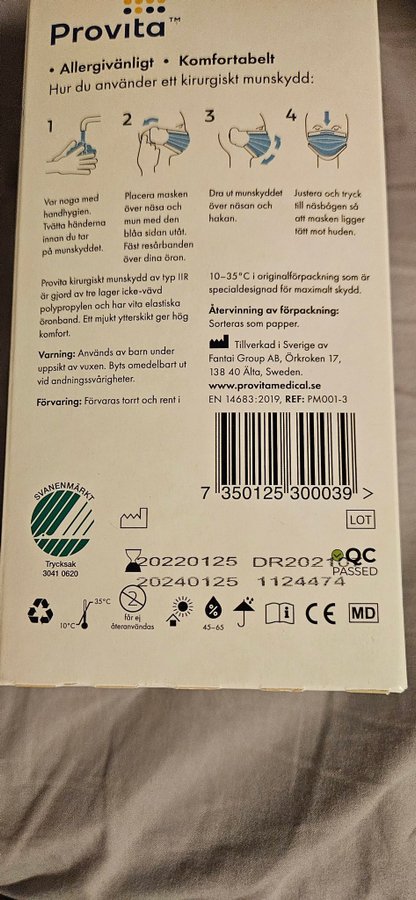 Provita™
• Allergivänligt • Komfortabelt
Hur du använder ett kirurgiskt munskydd:
1
2
3
4
Var noga med
handhygien.
Tvätta händerna
innan du tar
på munskyddet.
Placera masken
över näsa och
mun med den
blåa sidan utåt.
Fäst resårbanden
över dina öron.
Dra ut munskyddet
över näsan och
hakan.
Justera och tryck
till näsbågen så
att masken ligger
tätt mot huden.
Provita kirurgiskt munskydd av typ IIR
är gjord av tre lager icke-vävd
polypropylen och har vita elastiska
öronband. Ett mjukt ytterskikt ger hög
komfort.
Varning: Används av barn under
uppsikt av vuxen. Byts omedelbart ut
vid andningssvårigheter.
Förvaring: Förvaras torrt och rent i
10–35°C i originalförpackning som är
specialdesignad för maximalt skydd.
Återvinning av förpackning:
Sorteras som papper.
Tillverkad i Sverige av
Fantai Group AB, Örkroken 17,
138 40 Älta, Sweden.
www.provitamedical.se
EN 14683:2019, REF: PM001-3
7 350125 300039 >
SVANENMÄRKT
Trycksak
3041 0620
LOT
20220125 DR2021
QC
PASSED
20240125 1124474
35°C
10°C
2
får ej
återanvändas
45–65
i
CE
MD